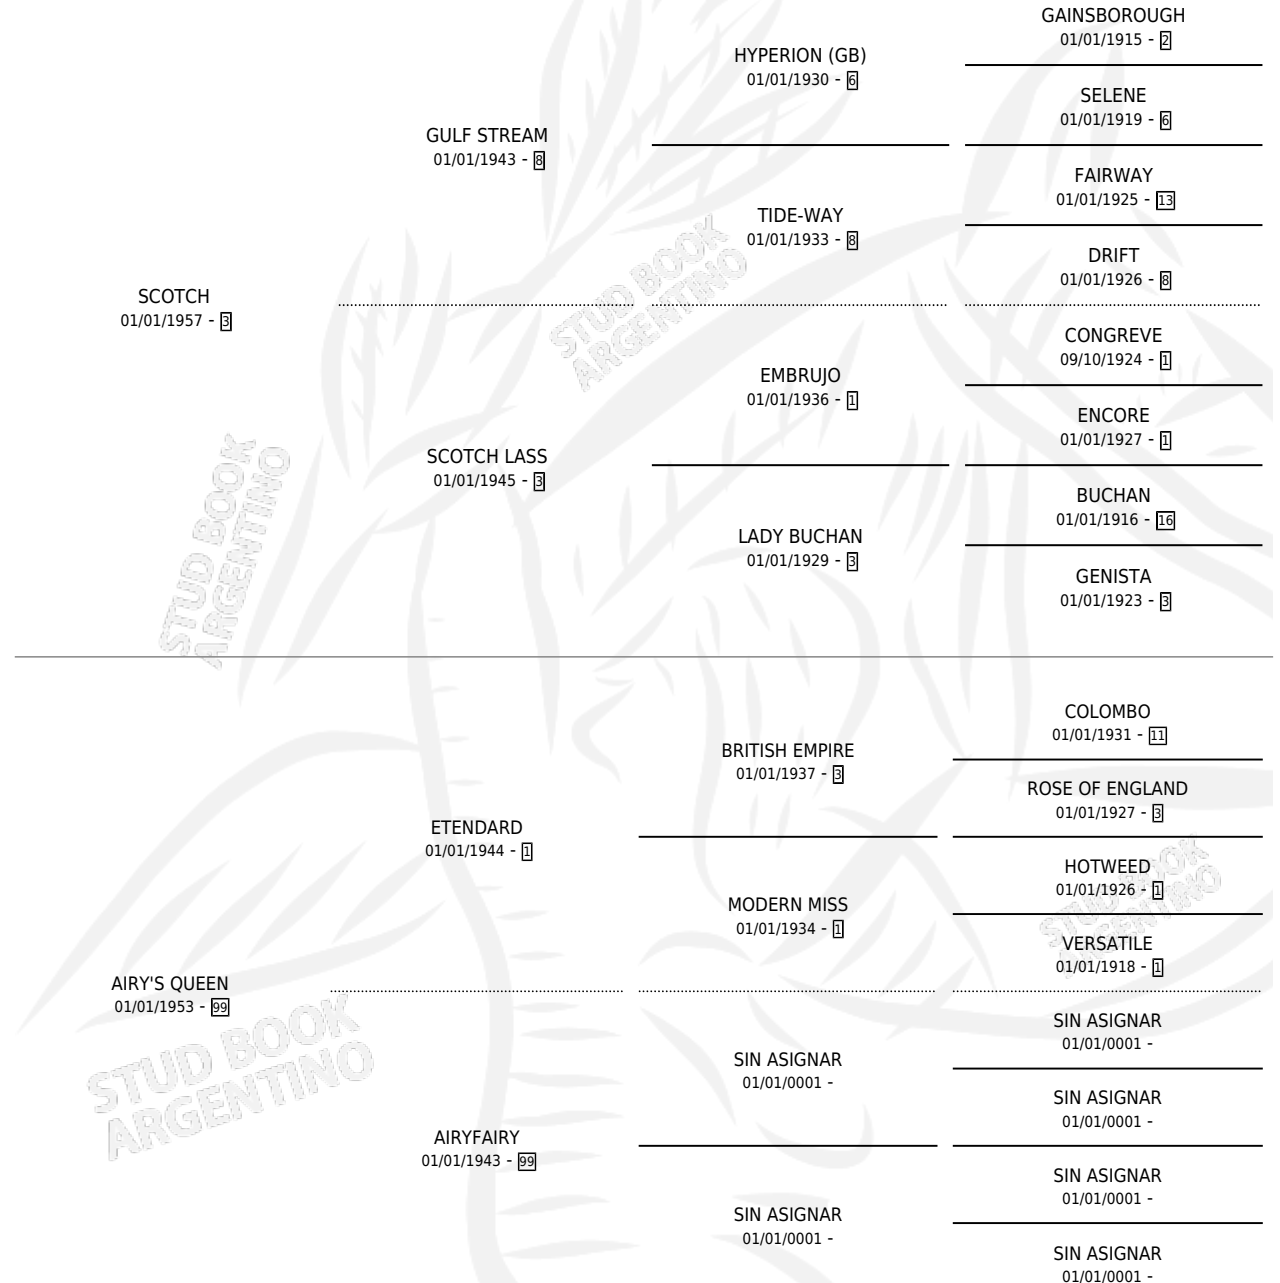 GAINSBOROUGH
01/01/1915 - 2
HYPERION (GB)
01/01/1930 - 6
SELENE
01/01/1919 - 6
GULF STREAM
01/01/1943 - 8
FAIRWAY
01/01/1925 - 13
TIDE-WAY
01/01/1933 - 8
DRIFT
01/01/1926 - 8
SCOTCH
01/01/1957 - 3
CONGREVE
09/10/1924 - 1
EMBRUJO
01/01/1936 - 1
ENCORE
01/01/1927 - 1
SCOTCH LASS
01/01/1945 - 3
BUCHAN
01/01/1916 - 16
LADY BUCHAN
01/01/1929 - 3
GENISTA
01/01/1923 - 3
COLOMBO
01/01/1931 - 11
BRITISH EMPIRE
01/01/1937 - 3
ROSE OF ENGLAND
01/01/1927 - 3
ETENDARD
01/01/1944 - 1
HOTWEED
01/01/1926 - 1
MODERN MISS
01/01/1934 - 1
VERSATILE
01/01/1918 - 1
AIRY'S QUEEN
01/01/1953 - 99
SIN ASIGNAR
01/01/0001 -
SIN ASIGNAR
01/01/0001 -
SIN ASIGNAR
01/01/0001 -
AIRYFAIRY
01/01/1943 - 99
SIN ASIGNAR
01/01/0001 -
SIN ASIGNAR
01/01/0001 -
SIN ASIGNAR
01/01/0001 -
STUD BOOK
ARGENTINO
STUD BOOK
ARGENTINO
STUD BOOK
ARGENTINO
STUD BOOK
ARGENTINO